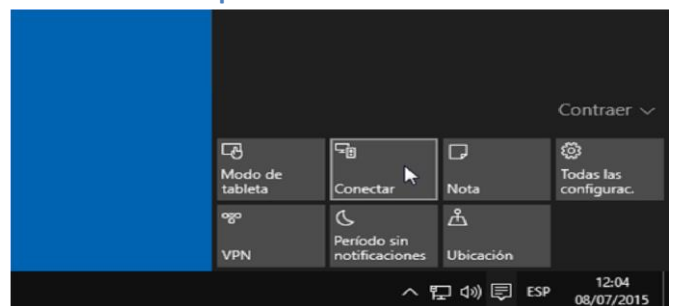 Contraer
Modo de
tableta
Conectar
Nota
Todas las
configurac.
VPN
Período sin
notificaciones
Ubicación
ESP
12:04
08/07/2015